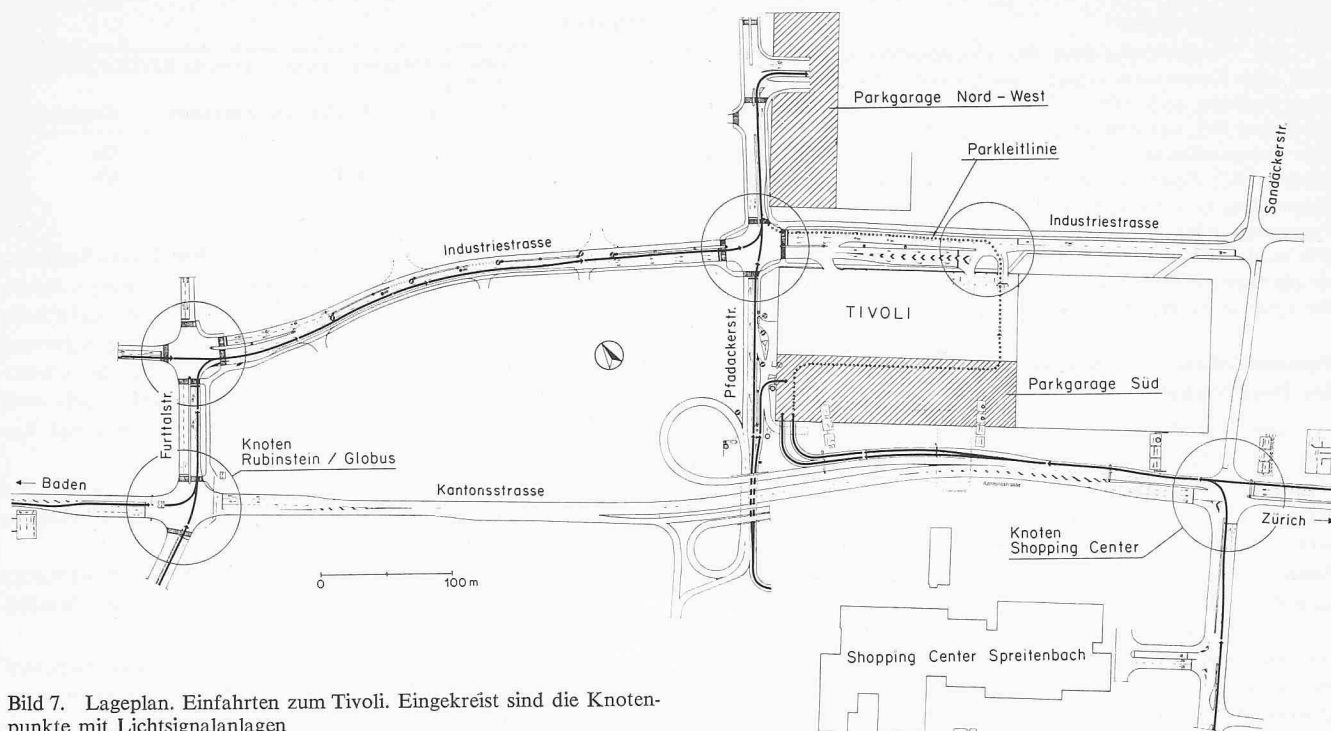 Parkgarage Nord - West
Parkleitlinie
Sandäckerstr.
Industriestrasse
Industriestrasse
TIVOLI
Pfadackerstr.
Parkgarage Süd
Furttalstr.
Knoten
Rubinstein / Globus
Baden
Kantonsstrasse
Kantonsstrasse
Knoten
Shopping Center
Zürich
0 100 m
Shopping Center Spreitenbach
Bild 7. Lageplan. Einfahrten zum Tivoli. Eingekreist sind die Knoten-
punkte mit Lichtsignalanlagen